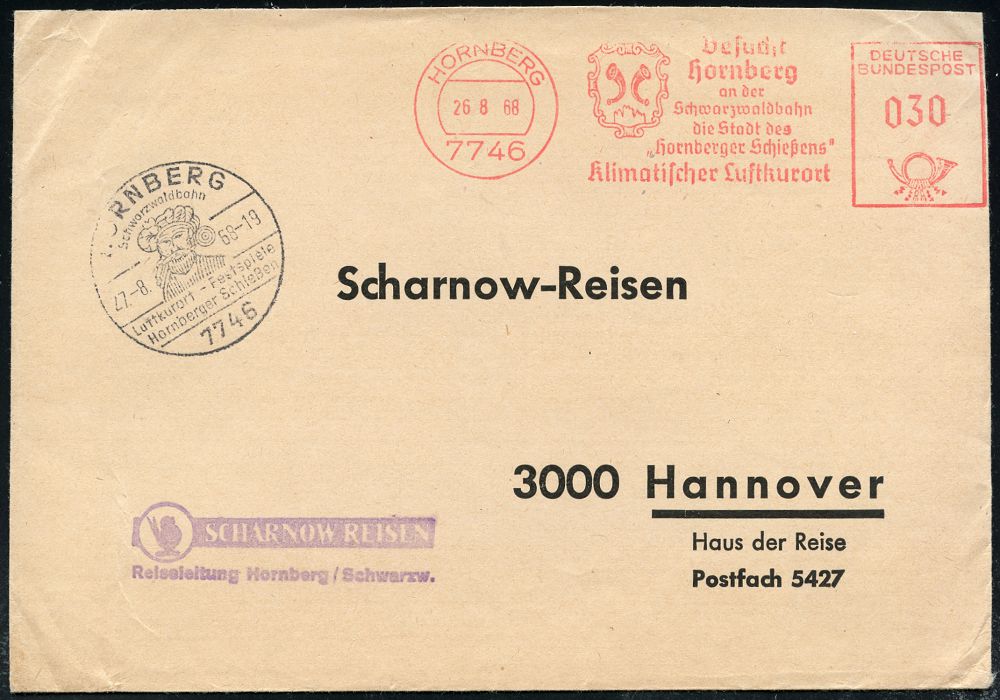 HORNBERG
26 8 68
7746
Besucht
Hornberg
an der
Schwarzwaldbahn
die Stadt des
„Hornberger Schießens"
Klimatischer Luftkurort
DEUTSCHE
BUNDESPOST
030
HORNBERG
Schwarzwaldbahn
27.-8. 68-18
Luftkurort - Festspiele
Hornberger Schießen
7746
Scharnow-Reisen
3000 Hannover
Haus der Reise
Postfach 5427
SCHARNOW REISEN
Reiseleitung Hornberg / Schwarzw.